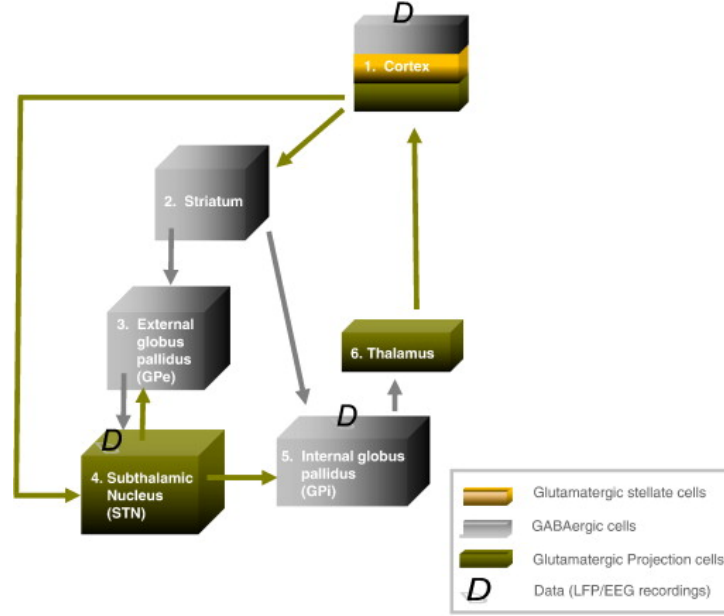 D
1. Cortex
2. Striatum
3. External
globus
pallidus
(GPe)
D
4. Subthalamic
Nucleus
(STN)
D
5. Internal globus
pallidus
(GPi)
6. Thalamus
Glutamatergic stellate cells
GABAergic cells
Glutamatergic Projection cells
D Data (LFP/EEG recordings)